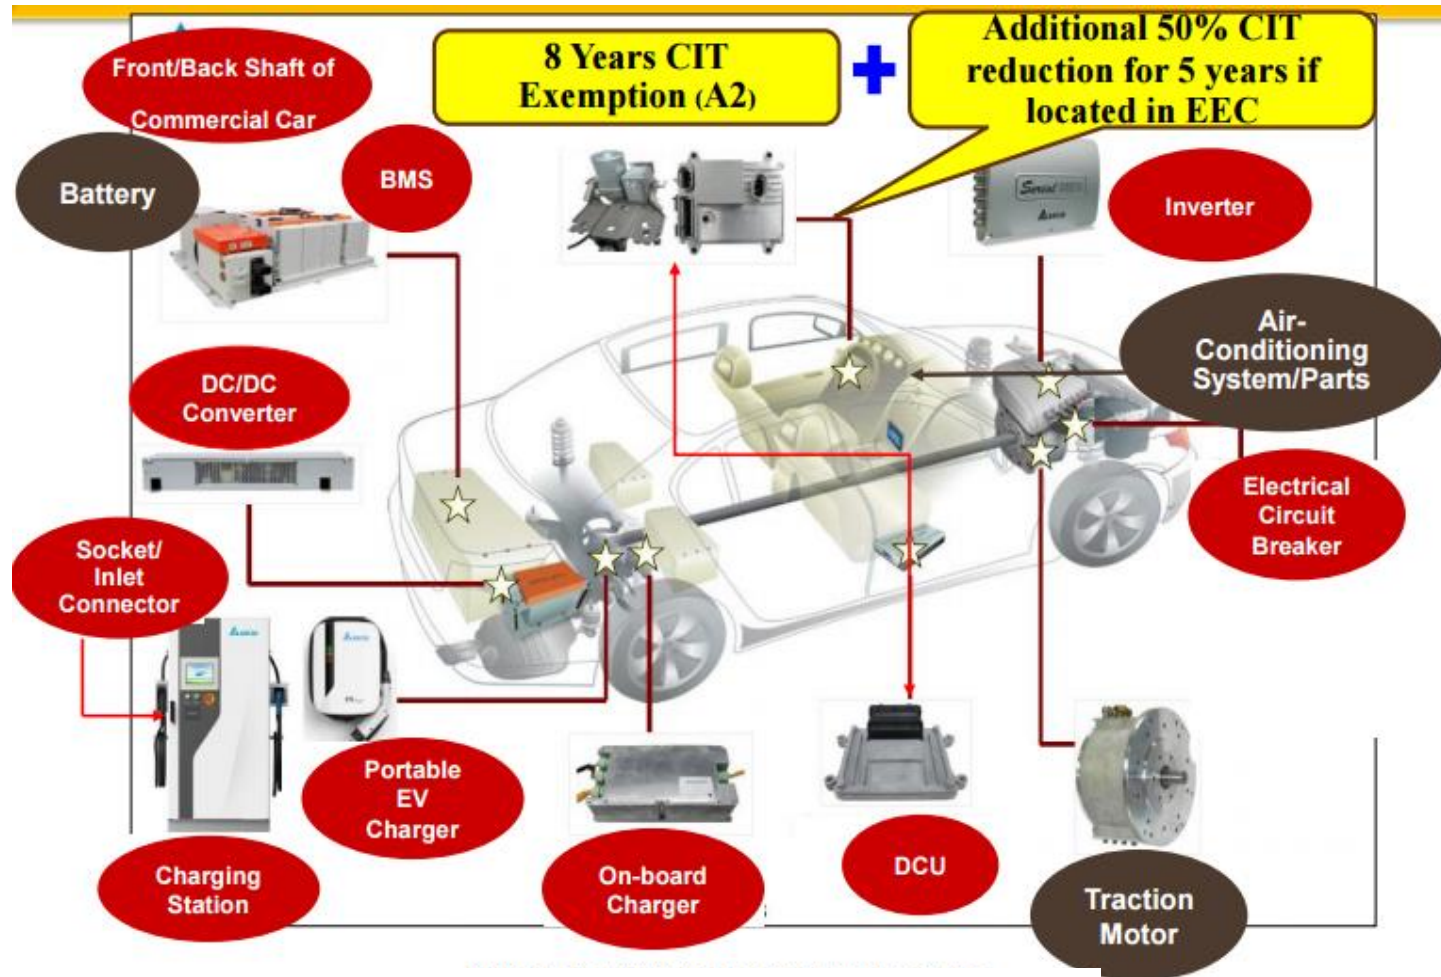 8 Years CIT
Exemption (A2)
Additional 50% CIT
reduction for 5 years if
located in EEC
Front/Back Shaft of
Commercial Car
Battery
BMS
Inverter
Air-
Conditioning
System/Parts
DC/DC
Converter
Electrical
Circuit
Breaker
Socket/
Inlet
Connector
Portable
EV
Charger
Charging
Station
On-board
Charger
DCU
Traction
Motor